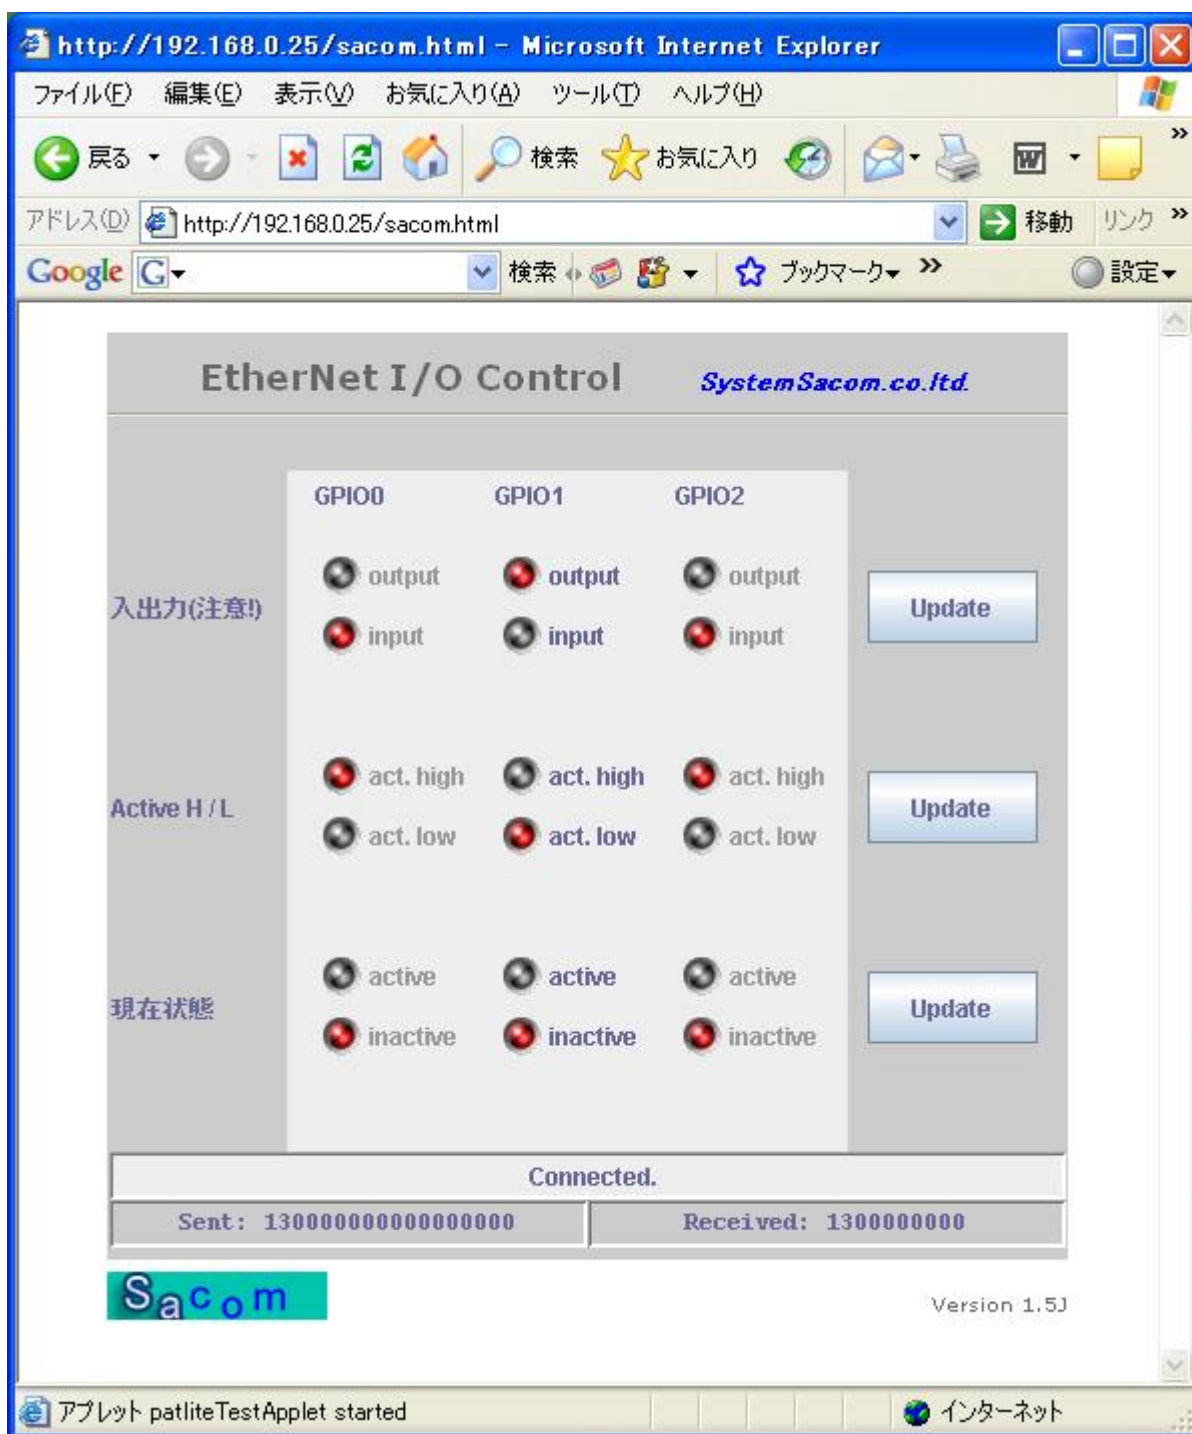 http://192.168.0.25/sacom.html - Microsoft Internet Explorer
ファイル(F) 編集(E) 表示(V) お気に入り(A) ツール(T) ヘルプ(H)
戻る 検索 お気に入り
アドレス(D) http://192.168.0.25/sacom.html 移動 リンク »
Google G 検索 ブックマーク » 設定
EtherNet I/O Control SystemSacom.co.ltd.
GPIO0 GPIO1 GPIO2
output output output
入出力(注意!) Update
input input input
act. high act. high act. high
Active H / L Update
act. low act. low act. low
active active active
現在状態 Update
inactive inactive inactive
Connected.
Sent: 130000000000000000 Received: 1300000000
Sacom
Version 1.5J
アプレット patliteTestApplet started インターネット